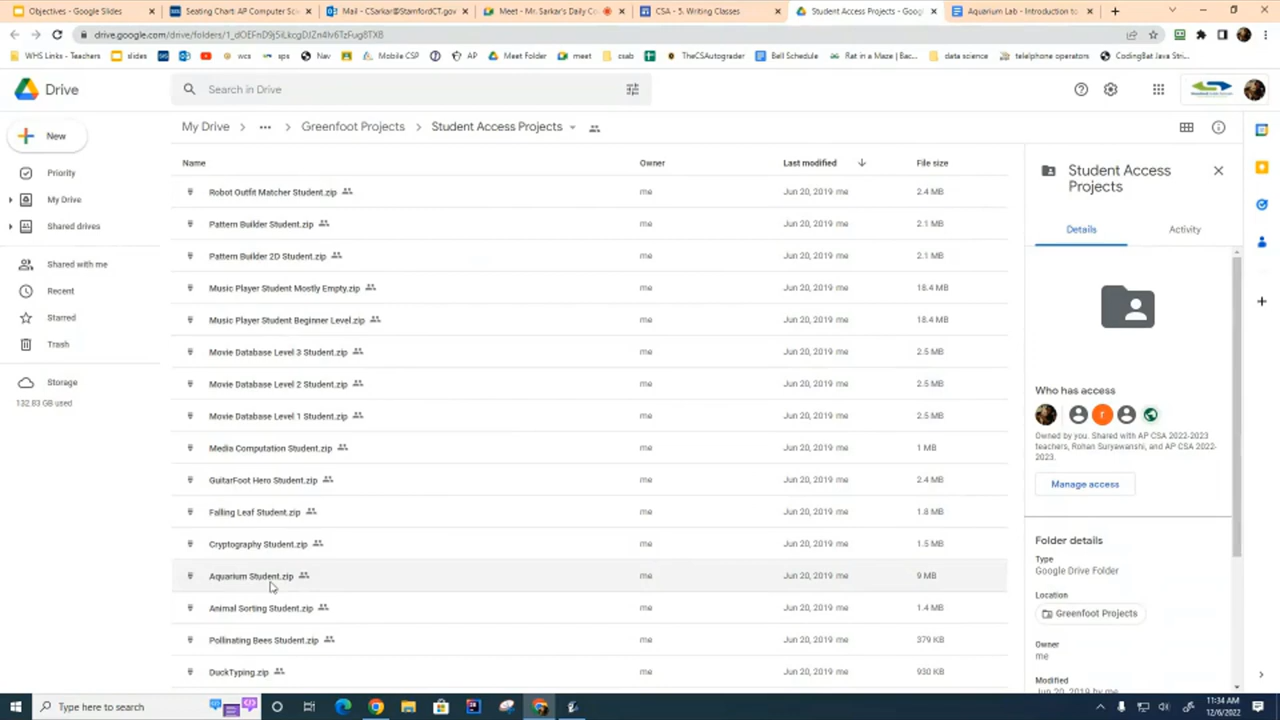 Objectives - Google Slides
Seating Chart: AP Computer Sci
Mail - CSarkar@StamfordCT.gov
Meet - Mr. Sarkar's Daily Co
CSA - 5. Writing Classes
Student Access Projects - Goog
Aquarium Lab - Introduction to
drive.google.com/drive/folders/
WHS Links - Teachers
slides
wcs
sps
Nav
Mobile CSP
AP
Meet Folder
meet
csab
TheCSAutograder
Bell Schedule
Rat in a Maze | Bac...
data science
telelphone operators
CodingBat Java Stri...
Drive
Search in Drive
New
My Drive
Greenfoot Projects
Student Access Projects
Priority
My Drive
Shared drives
Shared with me
Recent
Starred
Trash
Storage
132.83 GB used
Name Owner Last modified File size
Robot Outfit Matcher Student.zip me Jun 20, 2019 me 2.4 MB
Pattern Builder Student.zip me Jun 20, 2019 me 2.1 MB
Pattern Builder 2D Student.zip me Jun 20, 2019 me 2.1 MB
Music Player Student Mostly Empty.zip me Jun 20, 2019 me 18.4 MB
Music Player Student Beginner Level.zip me Jun 20, 2019 me 18.4 MB
Movie Database Level 3 Student.zip me Jun 20, 2019 me 2.5 MB
Movie Database Level 2 Student.zip me Jun 20, 2019 me 2.5 MB
Movie Database Level 1 Student.zip me Jun 20, 2019 me 2.5 MB
Media Computation Student.zip me Jun 20, 2019 me 1 MB
GuitarFoot Hero Student.zip me Jun 20, 2019 me 2.4 MB
Falling Leaf Student.zip me Jun 20, 2019 me 1.8 MB
Cryptography Student.zip me Jun 20, 2019 me 1.5 MB
Aquarium Student.zip me Jun 20, 2019 me 9 MB
Animal Sorting Student.zip me Jun 20, 2019 me 1.4 MB
Pollinating Bees Student.zip me Jun 20, 2019 me 379 KB
DuckTyping.zip me Jun 20, 2019 me 930 KB
Student Access
Projects
Details
Activity
Who has access
r
Owned by you. Shared with AP CSA 2022-2023
teachers, Rohan Suryawanshi, and AP CSA 2022-
2023.
Manage access
Folder details
Type
Google Drive Folder
Location
Greenfoot Projects
Owner
me
Modified
Jun 20, 2019 by me
Type here to search
11:34 AM
12/6/2022